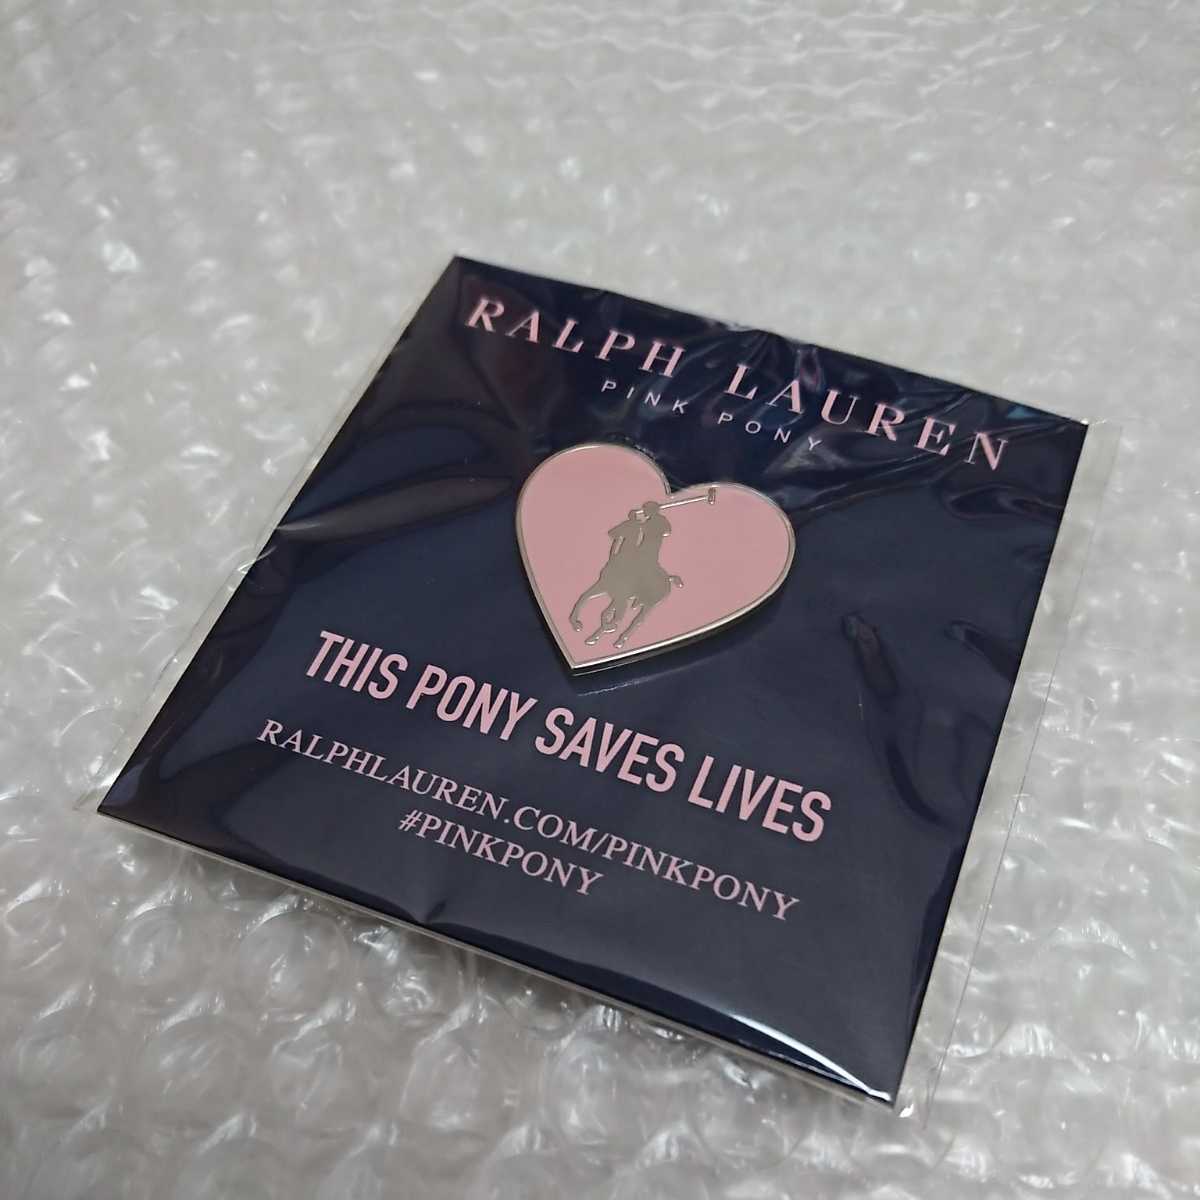 RALPH LAUREN
PINK PONY
THIS PONY SAVES LIVES
RALPHLAUREN.COM/PINKPONY
#PINKPONY